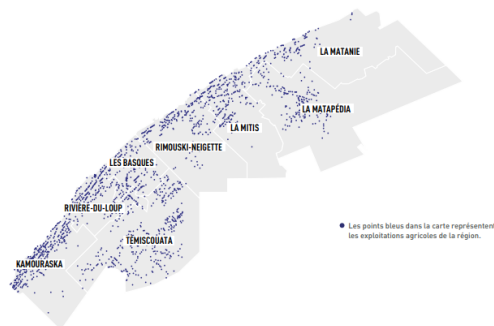 LA MATANIE
LA MATAPÉDIA
LA MITIS
RIMOUSKI-NEIGETTE
LES BASQUES
RIVIÈRE-DU-LOUP
TÉMISCOUATA
KAMOURASKA
Les points bleus dans la carte représentent
les exploitations agricoles de la région.